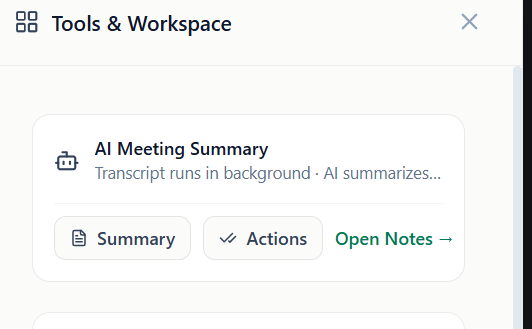 Tools & Workspace
AI Meeting Summary
Transcript runs in background · AI summarizes...
Summary
Actions
Open Notes →